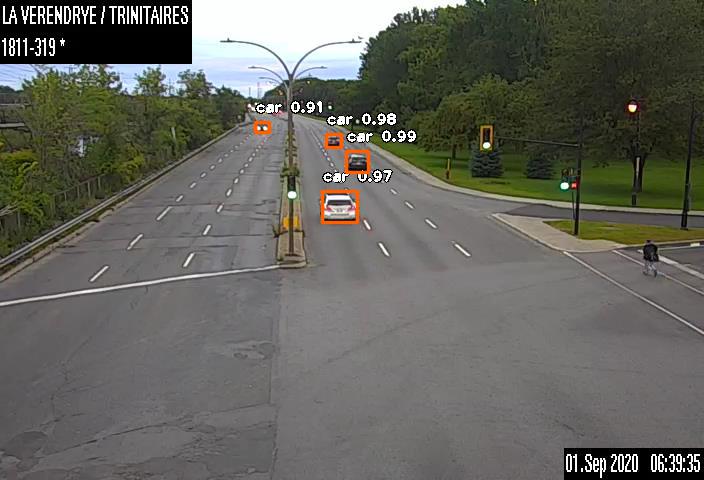 LA VERENDRYE / TRINITAIRES
1811-319 *
car 0.91
car 0.98
car 0.99
car 0.97
01.Sep 2020 06:39:35